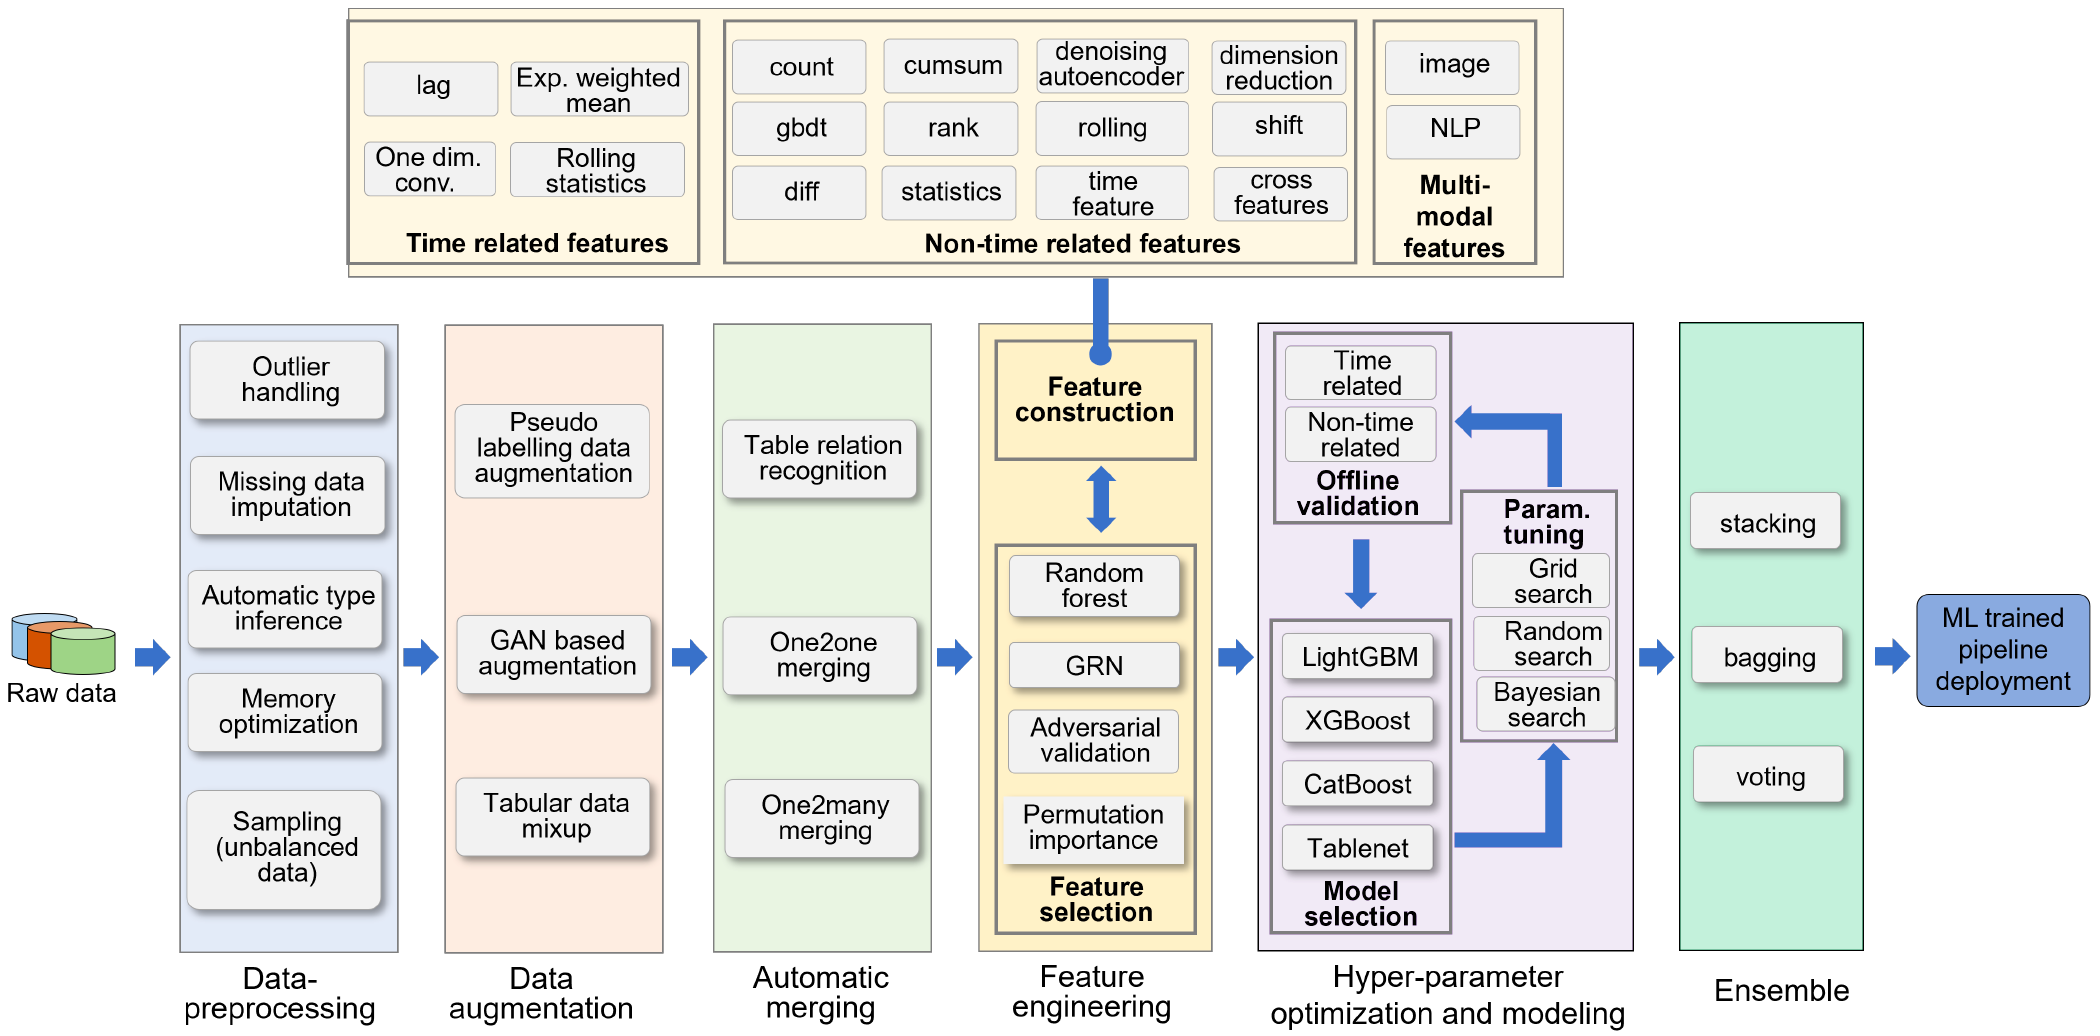 lag
Exp. weighted
mean
One dim.
conv.
Rolling
statistics
Time related features
count
cumsum
denoising
autoencoder
dimension
reduction
gbdt
rank
rolling
shift
diff
statistics
time
feature
cross
features
Non-time related features
image
NLP
Multi-
modal
features
Raw data
Outlier
handling
Missing data
imputation
Automatic type
inference
Memory
optimization
Sampling
(unbalanced
data)
Data-
preprocessing
Pseudo
labelling data
augmentation
GAN based
augmentation
Tabular data
mixup
Data
augmentation
Table relation
recognition
One2one
merging
One2many
merging
Automatic
merging
Feature
construction
Random
forest
GRN
Adversarial
validation
Permutation
importance
Feature
selection
Feature
engineering
Time
related
Non-time
related
Offline
validation
Param.
tuning
Grid
search
Random
search
Bayesian
search
LightGBM
XGBoost
CatBoost
Tablenet
Model
selection
Hyper-parameter
optimization and modeling
stacking
bagging
voting
Ensemble
ML trained
pipeline
deployment